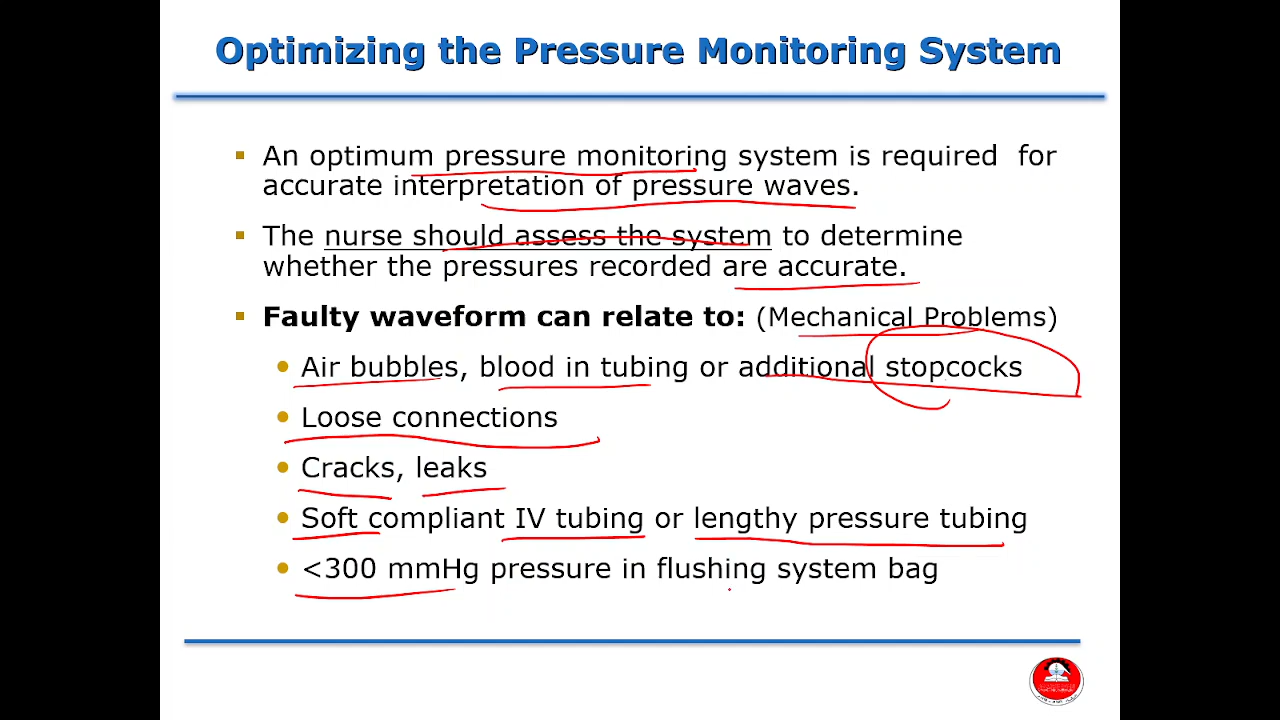 Optimizing the Pressure Monitoring System
▪ An optimum pressure monitoring system is required for
accurate interpretation of pressure waves.
▪ The nurse should assess the system to determine
whether the pressures recorded are accurate.
▪ Faulty waveform can relate to: (Mechanical Problems)
• Air bubbles, blood in tubing or additional stopcocks
• Loose connections
• Cracks, leaks
• Soft compliant IV tubing or lengthy pressure tubing
• <300 mmHg pressure in flushing system bag